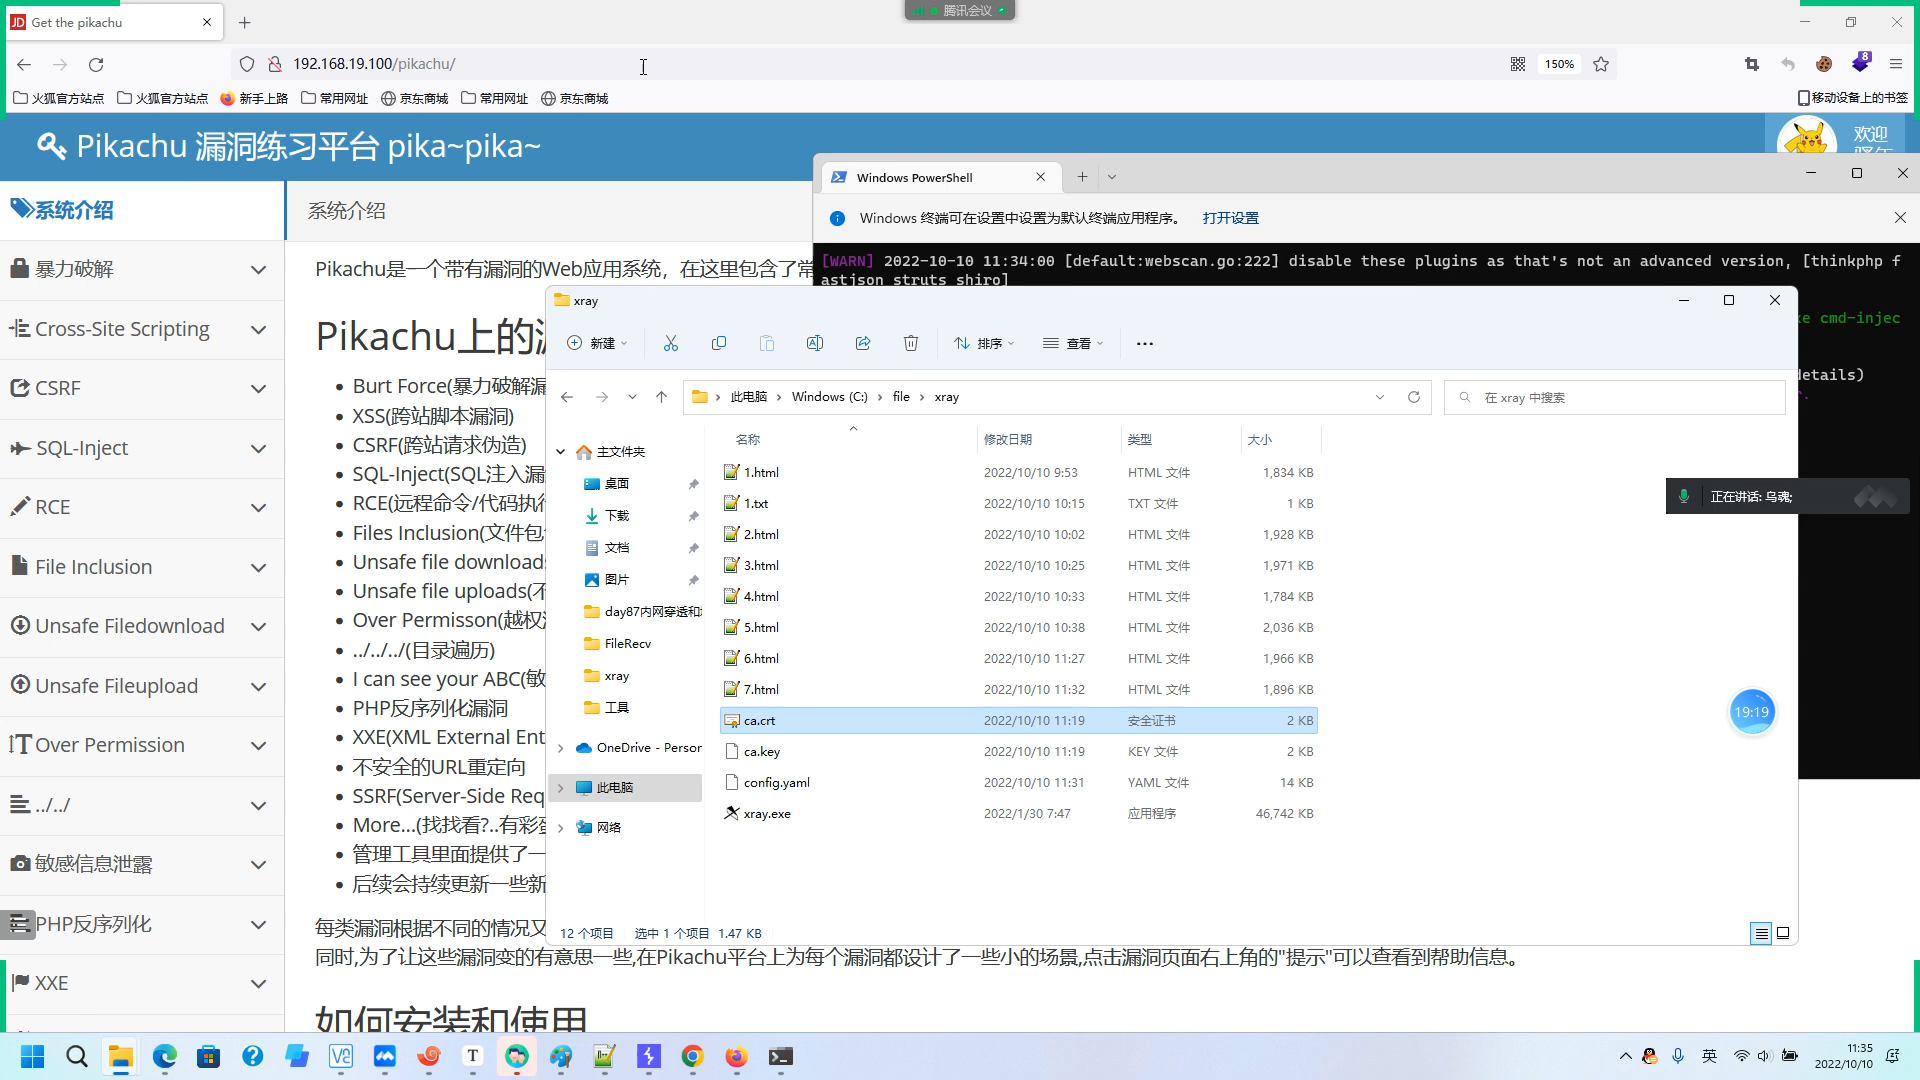 Get the pikachu
腾讯会议
192.168.19.100/pikachu/
150%
8
火狐官方站点
火狐官方站点
新手上路
常用网址
京东商城
常用网址
京东商城
移动设备上的书签
Pikachu 漏洞练习平台 pika~pika~
欢迎
系统介绍
暴力破解
Cross-Site Scripting
CSRF
SQL-Inject
RCE
File Inclusion
Unsafe Filedownload
Unsafe Fileupload
Over Permission
../../
敏感信息泄露
PHP反序列化
XXE
系统介绍
Pikachu是一个带有漏洞的Web应用系统，在这里包含了常
Pikachu上的
Burt Force(暴力破解漏
XSS(跨站脚本漏洞)
CSRF(跨站请求伪造)
SQL-Inject(SQL注入漏
RCE(远程命令/代码执行
Files Inclusion(文件包
Unsafe file download
Unsafe file uploads(不
Over Permisson(越权
../../../(目录遍历)
I can see your ABC(敏
PHP反序列化漏洞
XXE(XML External Ent
不安全的URL重定向
SSRF(Server-Side Req
More...(找找看?..有彩蛋
管理工具里面提供了一
后续会持续更新一些新
每类漏洞根据不同的情况又
同时,为了让这些漏洞变的有意思一些,在Pikachu平台上为每个漏洞都设计了一些小的场景,点击漏洞页面右上角的"提示"可以查看到帮助信息。
如何安装和使用
Windows PowerShell
Windows 终端可在设置中设置为默认终端应用程序。 打开设置
[WARN] 2022-10-10 11:34:00 [default:webscan.go:222] disable these plugins as that's not an advanced version, [thinkphp f
astjson struts shiro]
xe cmd-injec
details)
xray
新建
排序
查看
此电脑 > Windows (C:) > file > xray
在 xray 中搜索
主文件夹
桌面
下载
文档
图片
day87内网穿透和
FileRecv
xray
工具
OneDrive - Person
此电脑
网络
名称 修改日期 类型 大小
1.html 2022/10/10 9:53 HTML 文件 1,834 KB
1.txt 2022/10/10 10:15 TXT 文件 1 KB
2.html 2022/10/10 10:02 HTML 文件 1,928 KB
3.html 2022/10/10 10:25 HTML 文件 1,971 KB
4.html 2022/10/10 10:33 HTML 文件 1,784 KB
5.html 2022/10/10 10:38 HTML 文件 2,036 KB
6.html 2022/10/10 11:27 HTML 文件 1,966 KB
7.html 2022/10/10 11:32 HTML 文件 1,896 KB
ca.crt 2022/10/10 11:19 安全证书 2 KB
ca.key 2022/10/10 11:19 KEY 文件 2 KB
config.yaml 2022/10/10 11:31 YAML 文件 14 KB
xray.exe 2022/1/30 7:47 应用程序 46,742 KB
12 个项目 选中 1 个项目 1.47 KB
正在讲话: 乌魂;
19:19
英
11:35
2022/10/10